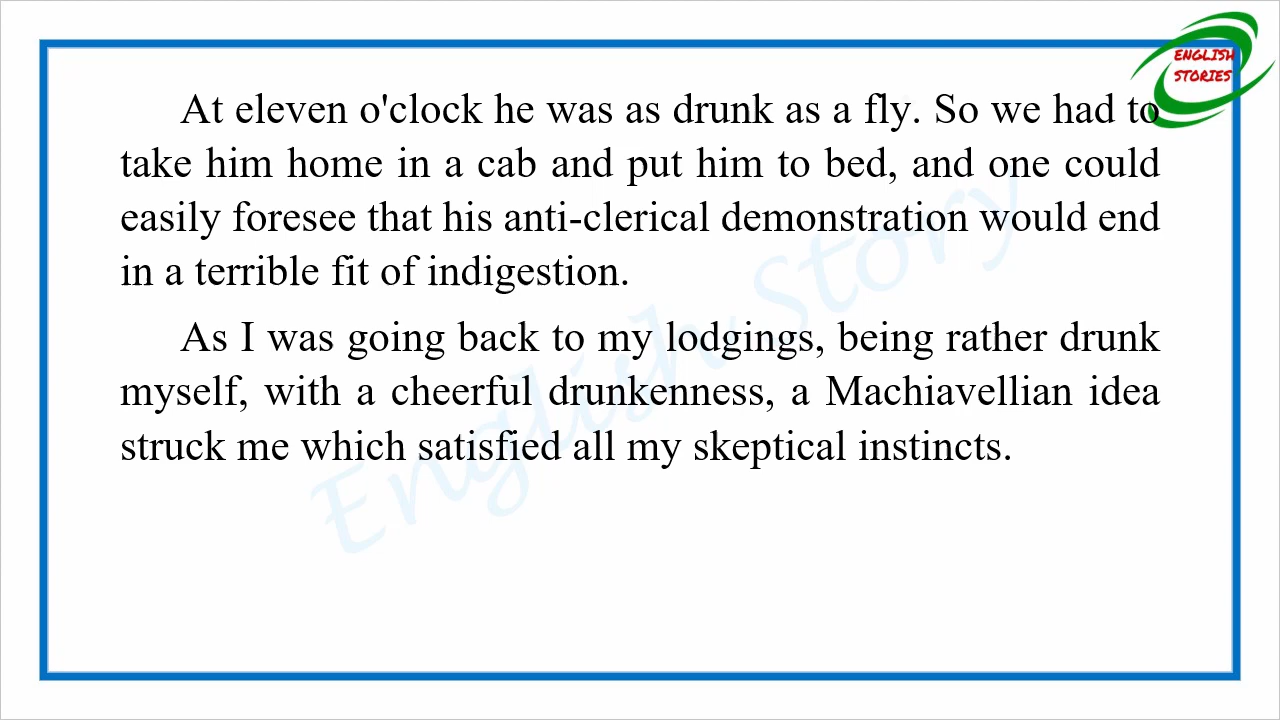 ENGLISH
STORIES
At eleven o'clock he was as drunk as a fly. So we had to
take him home in a cab and put him to bed, and one could
easily foresee that his anti-clerical demonstration would end
in a terrible fit of indigestion.
As I was going back to my lodgings, being rather drunk
myself, with a cheerful drunkenness, a Machiavellian idea
struck me which satisfied all my skeptical instincts.
English Story